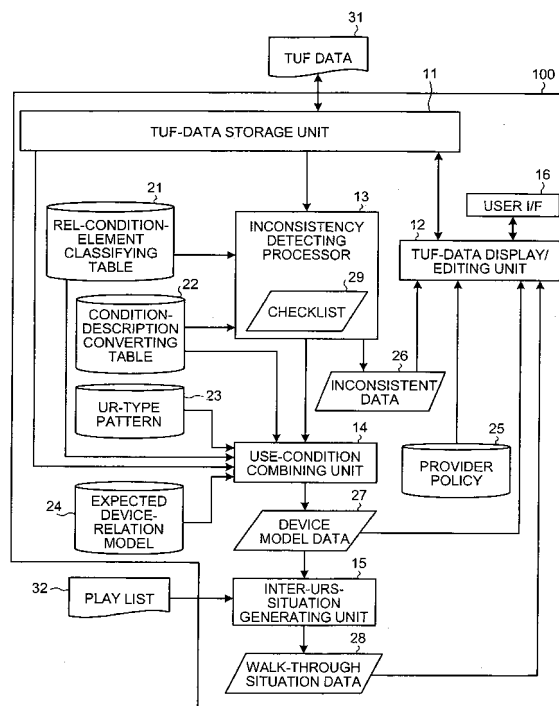 31
TUF DATA
100
11
TUF-DATA STORAGE UNIT
21
REL-CONDITION-
ELEMENT
CLASSIFYING
TABLE
13
INCONSISTENCY
DETECTING
PROCESSOR
29
CHECKLIST
16
USER I/F
12
TUF-DATA DISPLAY/
EDITING UNIT
22
CONDITION-
DESCRIPTION
CONVERTING
TABLE
26
INCONSISTENT
DATA
23
UR-TYPE
PATTERN
14
USE-CONDITION
COMBINING UNIT
25
PROVIDER
POLICY
24
EXPECTED
DEVICE-
RELATION
MODEL
27
DEVICE
MODEL DATA
15
INTER-URS-
SITUATION
GENERATING UNIT
32
PLAY LIST
28
WALK-THROUGH
SITUATION DATA